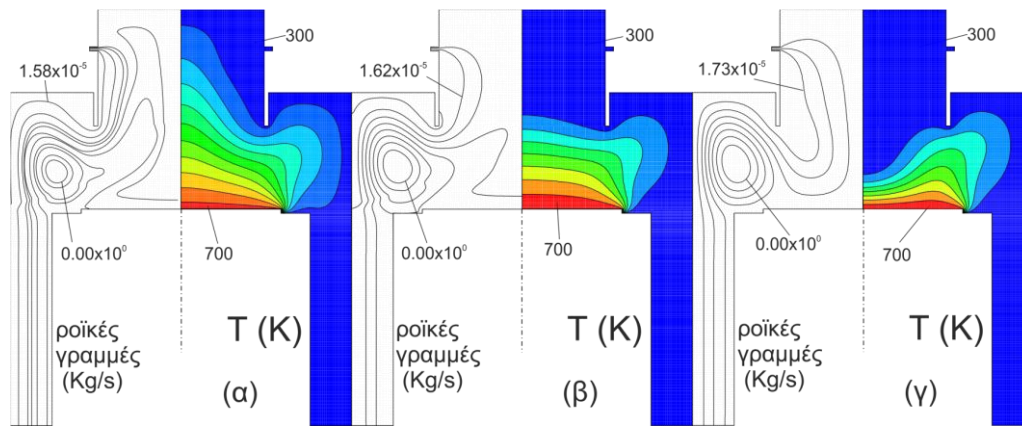 300
1.58x10⁻⁵
0.00x10⁰
700
ροϊκές
γραμμές
(Kg/s)
T (K)
(α)
300
1.62x10⁻⁵
0.00x10⁰
700
ροϊκές
γραμμές
(Kg/s)
T (K)
(β)
300
1.73x10⁻⁵
0.00x10⁰
700
ροϊκές
γραμμές
(Kg/s)
T (K)
(γ)